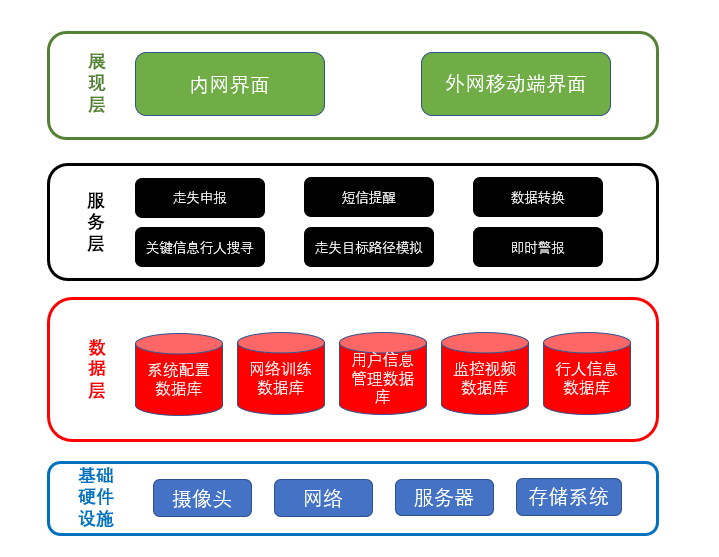 展
现
层
内网界面
外网移动端界面
服
务
层
走失申报
短信提醒
数据转换
关键信息行人搜寻
走失目标路径模拟
即时警报
数
据
层
系统配置
数据库
网络训练
数据库
用户信息
管理数据
库
监控视频
数据库
行人信息
数据库
基础
硬件
设施
摄像头
网络
服务器
存储系统